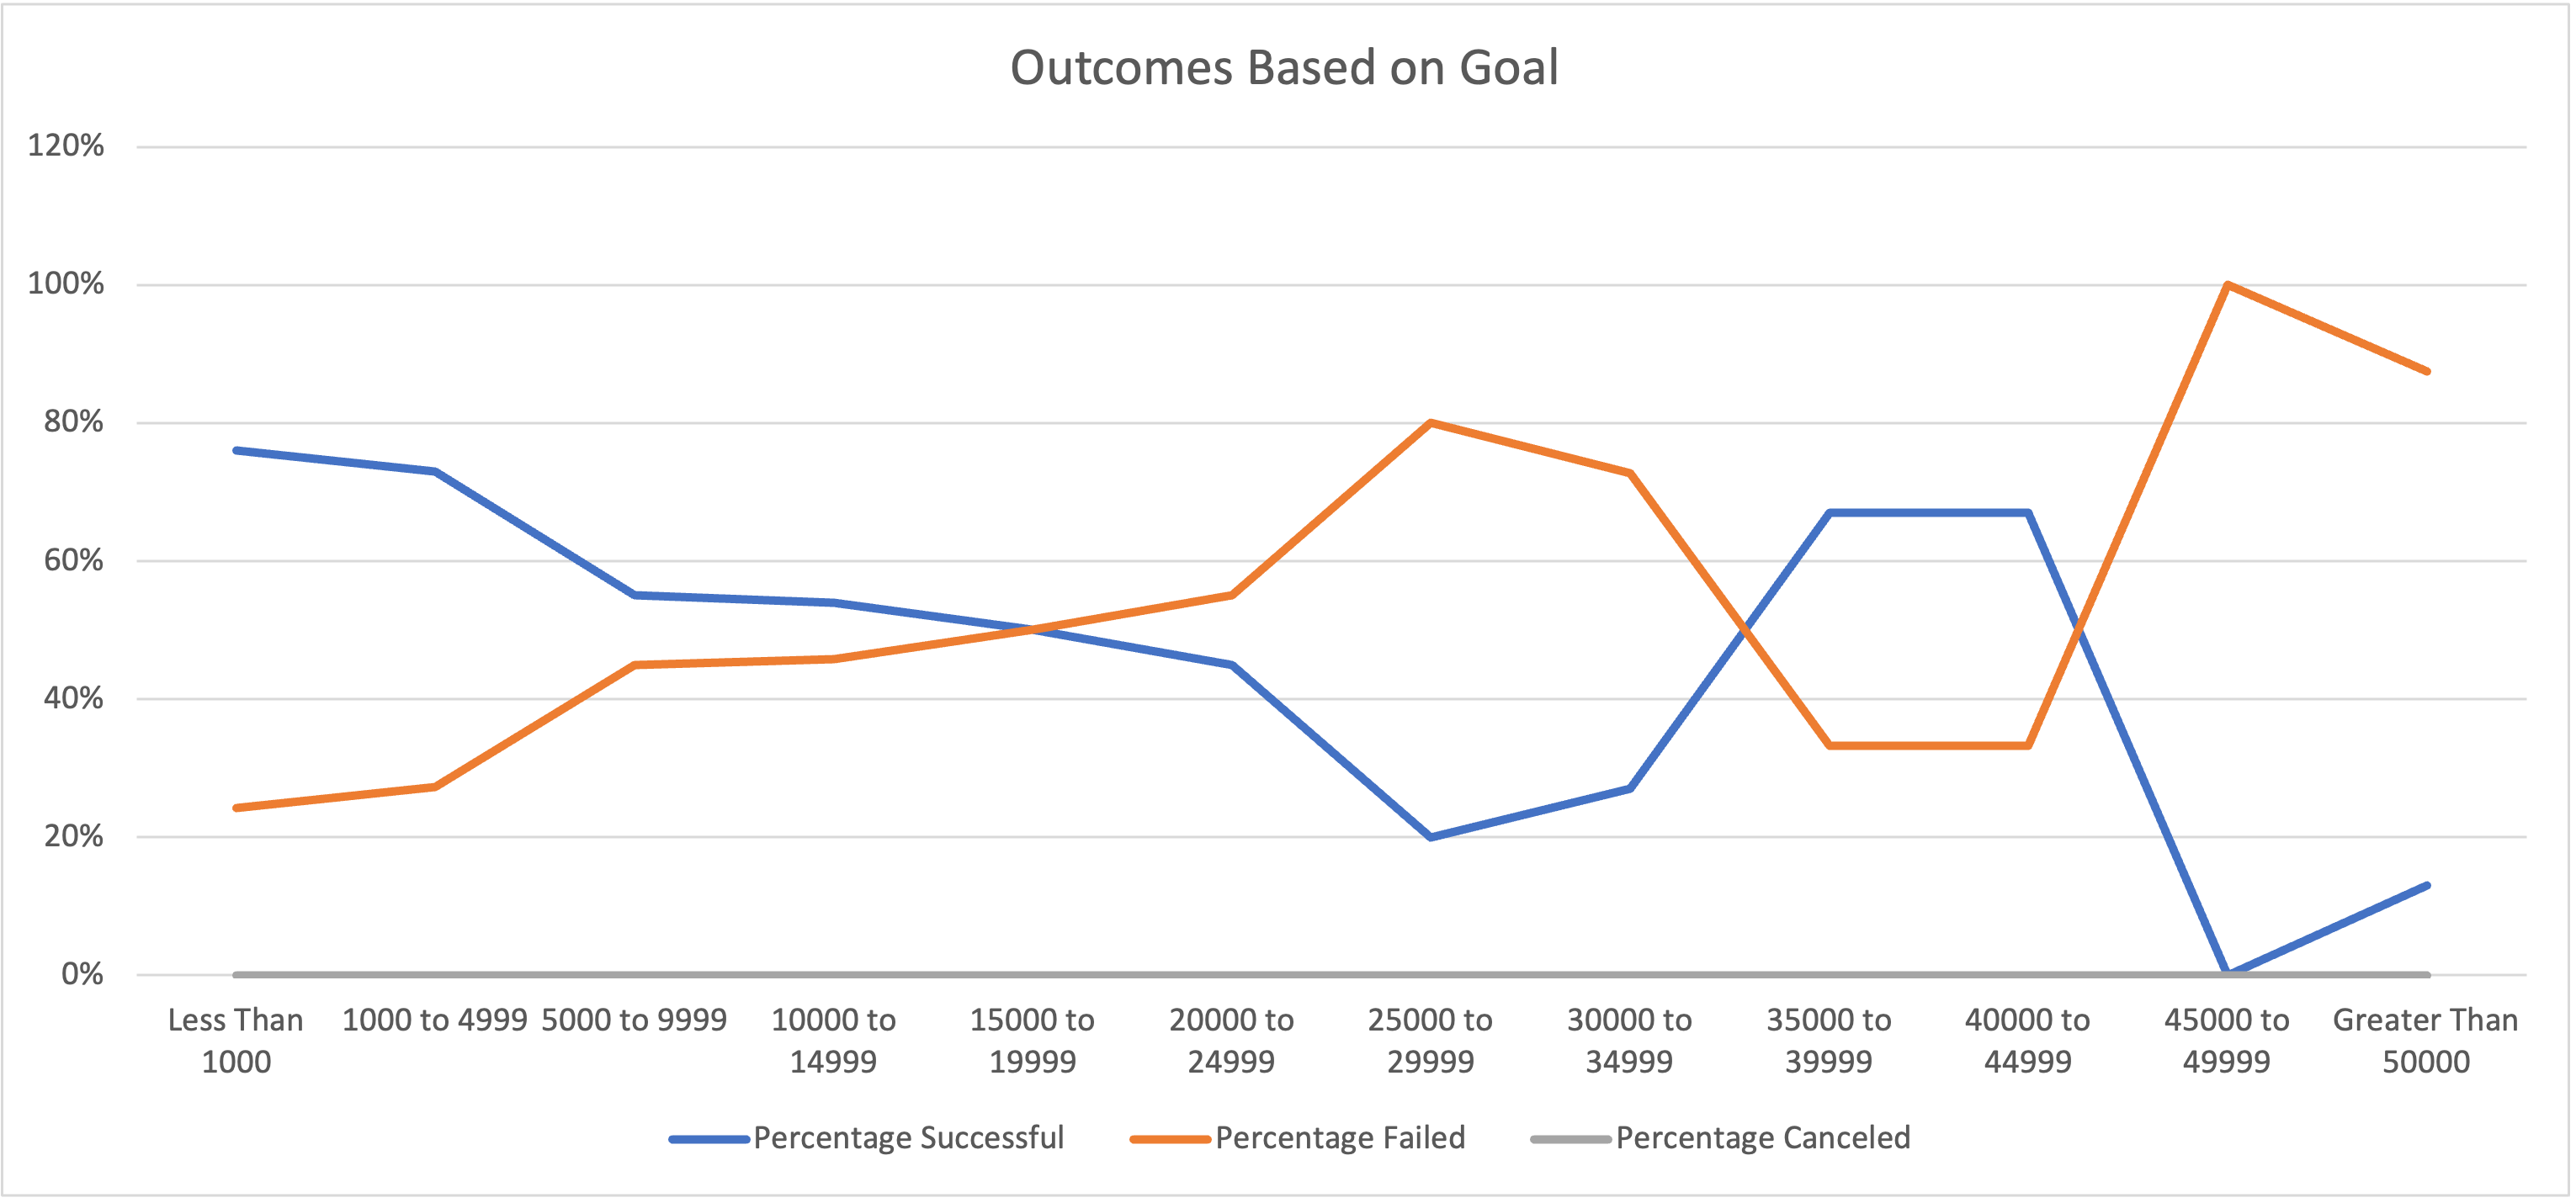 Outcomes Based on Goal
120%
100%
80%
60%
40%
20%
0%
Less Than 1000 to 4999 5000 to 9999 10000 to 15000 to 20000 to 25000 to 30000 to 35000 to 40000 to 45000 to Greater Than
1000 14999 19999 24999 29999 34999 39999 44999 49999 50000
Percentage Successful Percentage Failed Percentage Canceled